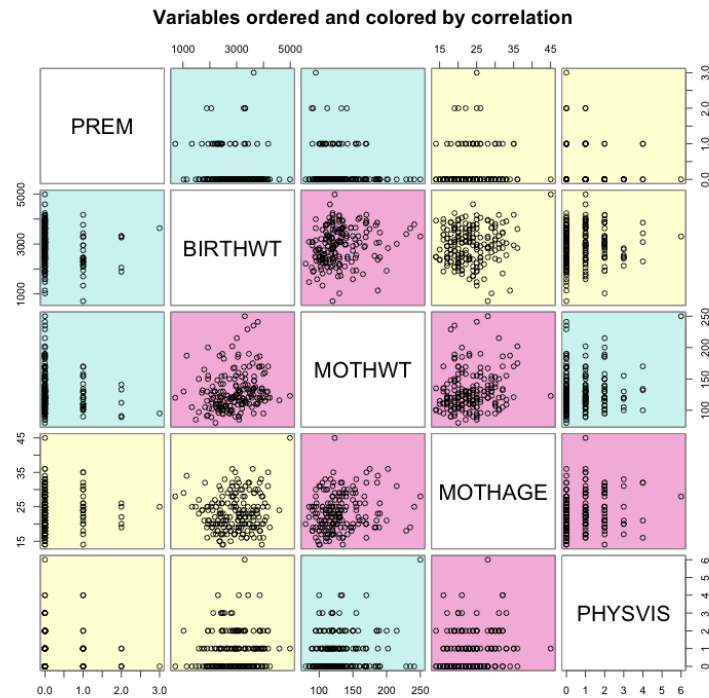 Variables ordered and colored by correlation
1000 3000 5000 15 25 35 45
PREM
0.0 1.0 2.0 3.0
BIRTHWT
1000 3000 5000
MOTHWT
100 150 200 250
MOTHAGE
15 25 35 45
PHYSVIS
0 1 2 3 4 5 6
0.0 1.0 2.0 3.0 100 150 200 250 0 1 2 3 4 5 6